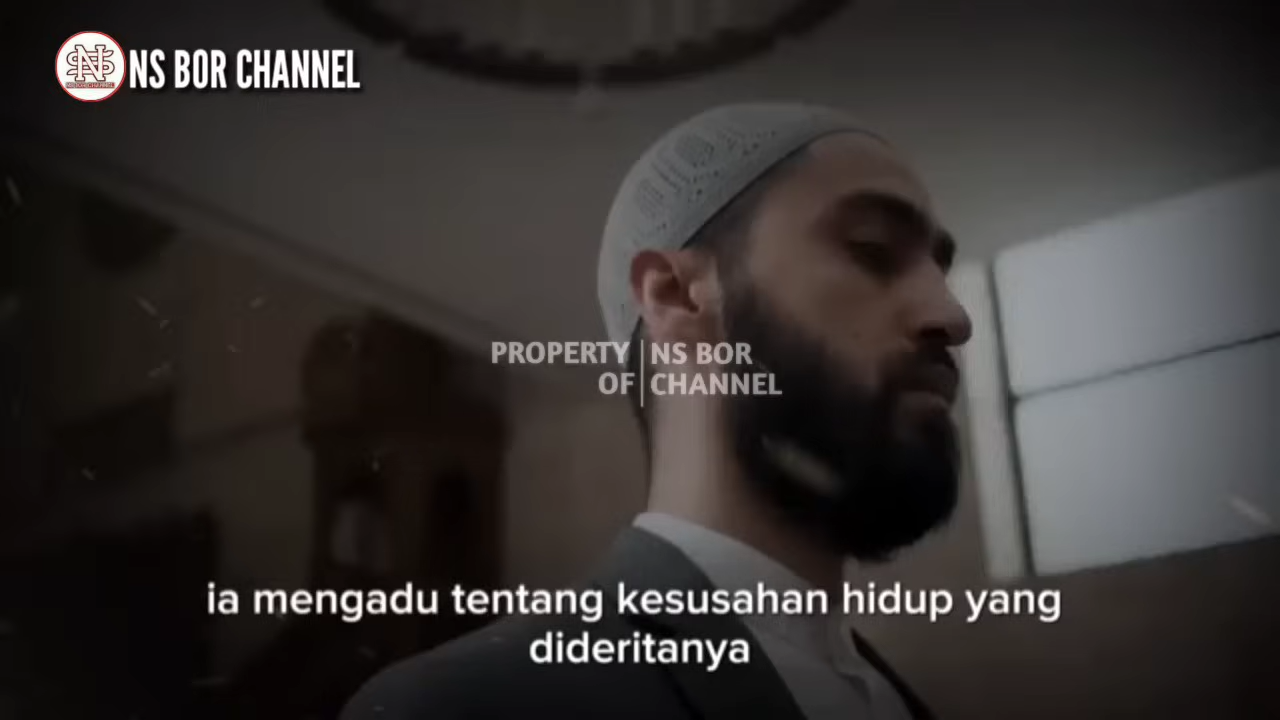 NS BOR CHANNEL
PROPERTY OF
NS BOR CHANNEL
ia mengadu tentang kesusahan hidup yang
dideritanya